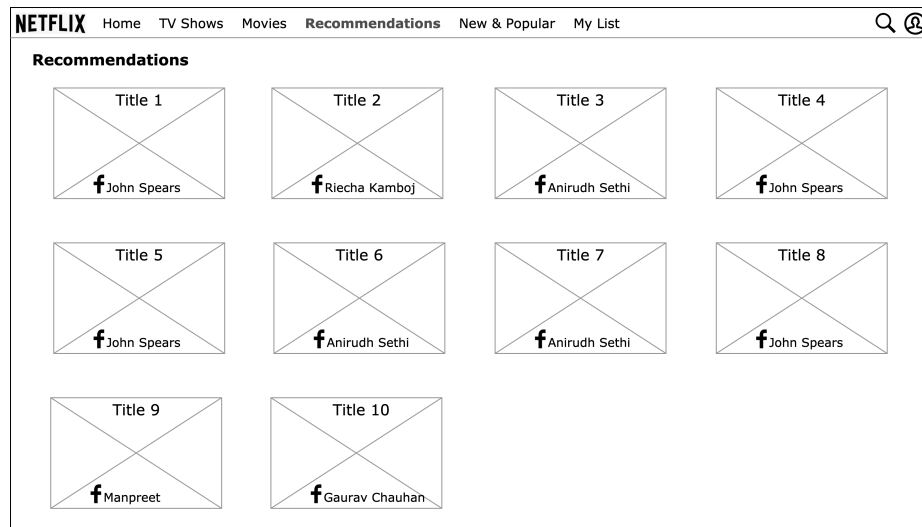 NETFLIX Home TV Shows Movies Recommendations New & Popular My List
Recommendations
Title 1 Title 2 Title 3 Title 4
f John Spears f Riecha Kamboj f Anirudh Sethi f John Spears
Title 5 Title 6 Title 7 Title 8
f John Spears f Anirudh Sethi f Anirudh Sethi f John Spears
Title 9 Title 10
f Manpreet f Gaurav Chauhan